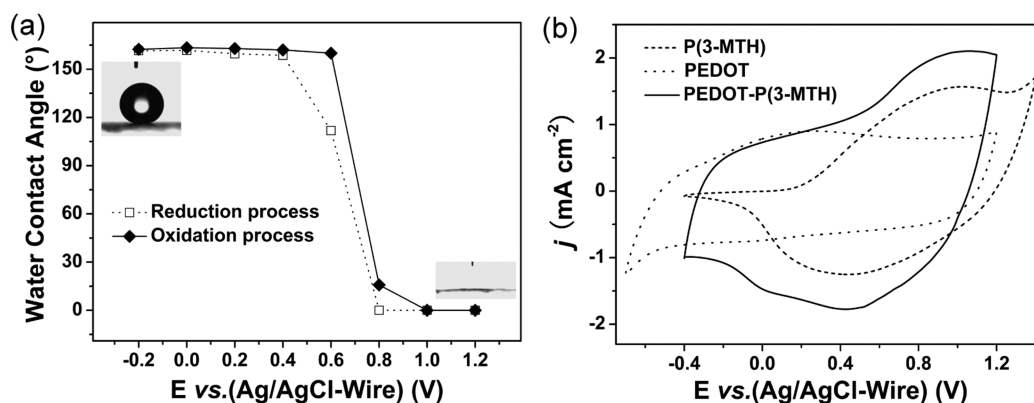 (a)
Water Contact Angle (°)
150
120
90
60
30
0
Reduction process
Oxidation process
-0.2 0.0 0.2 0.4 0.6 0.8 1.0 1.2
E vs.(Ag/AgCl-Wire) (V)
(b)
j (mA cm⁻²)
2
1
0
-1
-2
P(3-MTH)
PEDOT
PEDOT-P(3-MTH)
-0.4 0.0 0.4 0.8 1.2
E vs.(Ag/AgCl-Wire) (V)